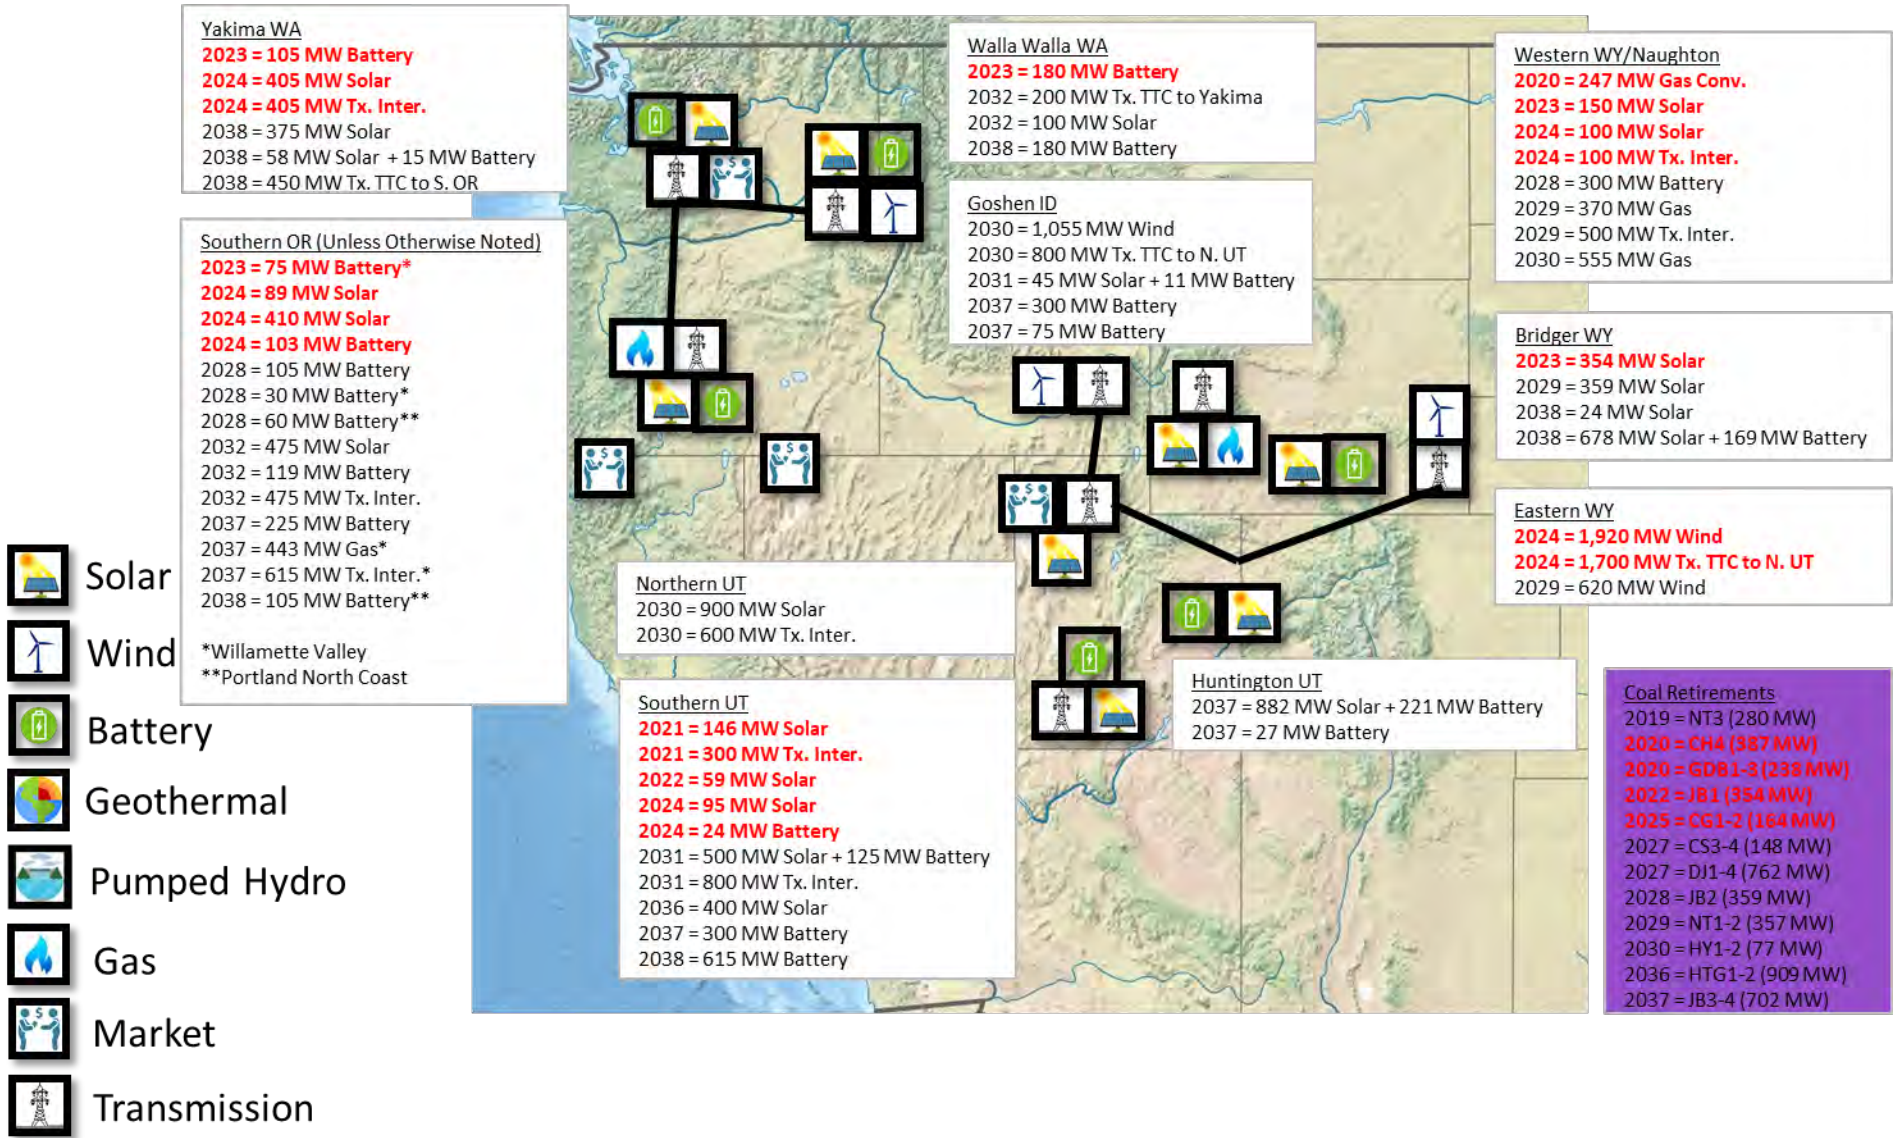 Yakima WA
2023 = 105 MW Battery
2024 = 405 MW Solar
2024 = 405 MW Tx. Inter.
2038 = 375 MW Solar
2038 = 58 MW Solar + 15 MW Battery
2038 = 450 MW Tx. TTC to S. OR
Walla Walla WA
2023 = 180 MW Battery
2032 = 200 MW Tx. TTC to Yakima
2032 = 100 MW Solar
2038 = 180 MW Battery
Western WY/Naughton
2020 = 247 MW Gas Conv.
2023 = 150 MW Solar
2024 = 100 MW Solar
2024 = 100 MW Tx. Inter.
2028 = 300 MW Battery
2029 = 370 MW Gas
2029 = 500 MW Tx. Inter.
2030 = 555 MW Gas
Southern OR (Unless Otherwise Noted)
2023 = 75 MW Battery*
2024 = 89 MW Solar
2024 = 410 MW Solar
2024 = 103 MW Battery
2028 = 105 MW Battery
2028 = 30 MW Battery*
2028 = 60 MW Battery**
2032 = 475 MW Solar
2032 = 119 MW Battery
2032 = 475 MW Tx. Inter.
2037 = 225 MW Battery
2037 = 443 MW Gas*
2037 = 615 MW Tx. Inter.*
2038 = 105 MW Battery**
*Willamette Valley
**Portland North Coast
Goshen ID
2030 = 1,055 MW Wind
2030 = 800 MW Tx. TTC to N. UT
2031 = 45 MW Solar + 11 MW Battery
2037 = 300 MW Battery
2037 = 75 MW Battery
Bridger WY
2023 = 354 MW Solar
2029 = 359 MW Solar
2038 = 24 MW Solar
2038 = 678 MW Solar + 169 MW Battery
Eastern WY
2024 = 1,920 MW Wind
2024 = 1,700 MW Tx. TTC to N. UT
2029 = 620 MW Wind
Northern UT
2030 = 900 MW Solar
2030 = 600 MW Tx. Inter.
Southern UT
2021 = 146 MW Solar
2021 = 300 MW Tx. Inter.
2022 = 59 MW Solar
2024 = 95 MW Solar
2024 = 24 MW Battery
2031 = 500 MW Solar + 125 MW Battery
2031 = 800 MW Tx. Inter.
2036 = 400 MW Solar
2037 = 300 MW Battery
2038 = 615 MW Battery
Huntington UT
2037 = 882 MW Solar + 221 MW Battery
2037 = 27 MW Battery
Coal Retirements
2019 = NT3 (280 MW)
2020 = CH4 (387 MW)
2020 = GDB1-3 (238 MW)
2022 = JB1 (354 MW)
2025 = CG1-2 (164 MW)
2027 = CS3-4 (148 MW)
2027 = DJ1-4 (762 MW)
2028 = JB2 (359 MW)
2029 = NT1-2 (357 MW)
2030 = HY1-2 (77 MW)
2036 = HTG1-2 (909 MW)
2037 = JB3-4 (702 MW)
Solar
Wind
Battery
Geothermal
Pumped Hydro
Gas
Market
Transmission